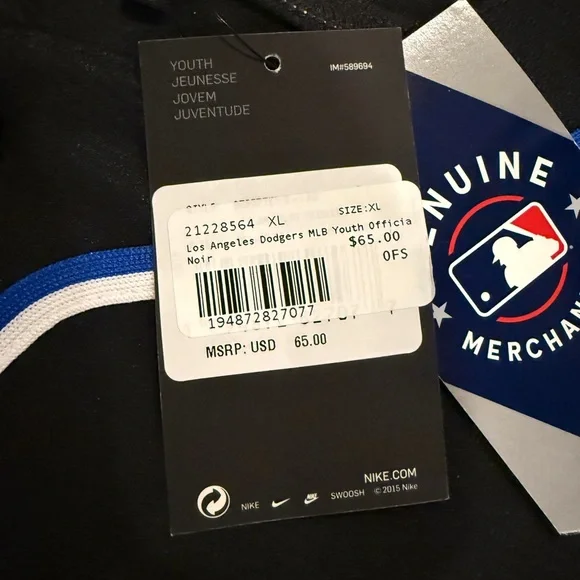 YOUTH
JEUNESSE
JOVEM
JUVENTUDE
IM#589694
21228564 XL
SIZE:XL
Los Angeles Dodgers MLB Youth Officia
Noir
$65.00
OFS
194872827077
MSRP: USD 65.00
NIKE.COM
NIKE
SWOOSH © 2015 Nike
ENUINE
MERCHAN